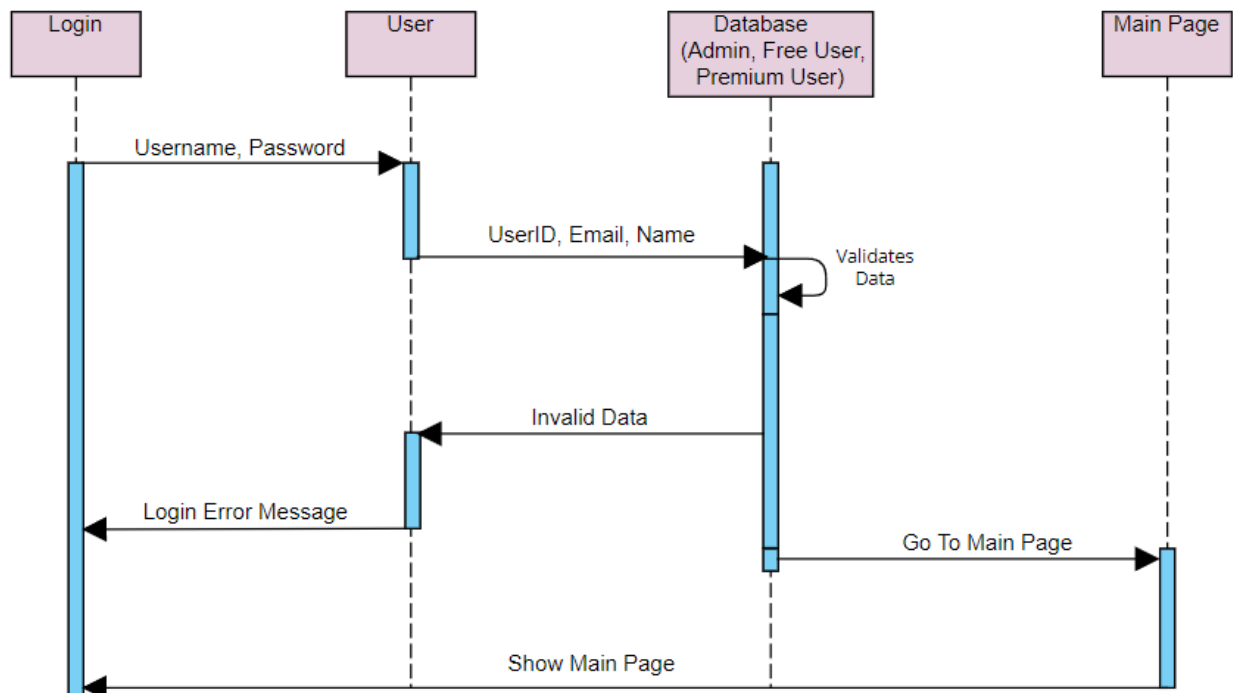 Login
User
Database
(Admin, Free User,
Premium User)
Main Page
Username, Password
UserID, Email, Name
Validates
Data
Invalid Data
Login Error Message
Go To Main Page
Show Main Page